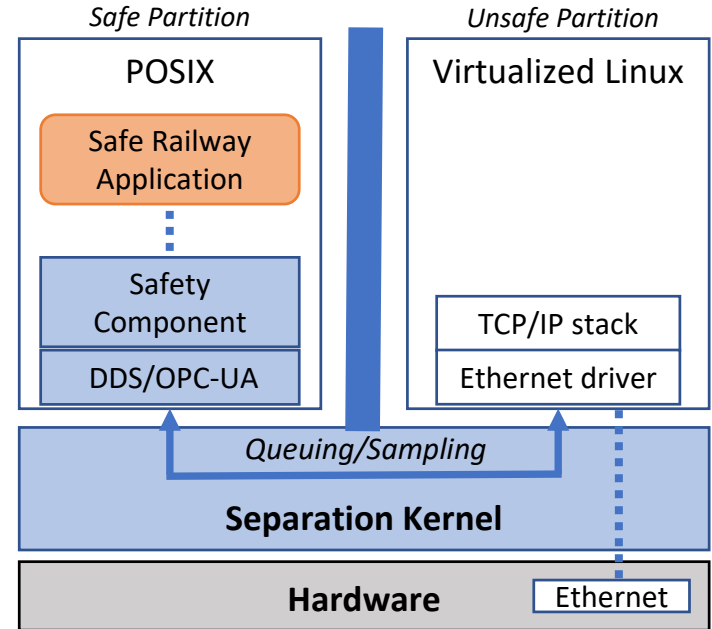 Safe Partition
POSIX
Safe Railway
Application
Safety
Component
DDS/OPC-UA
Unsafe Partition
Virtualized Linux
TCP/IP stack
Ethernet driver
Queuing/Sampling
Separation Kernel
Hardware
Ethernet